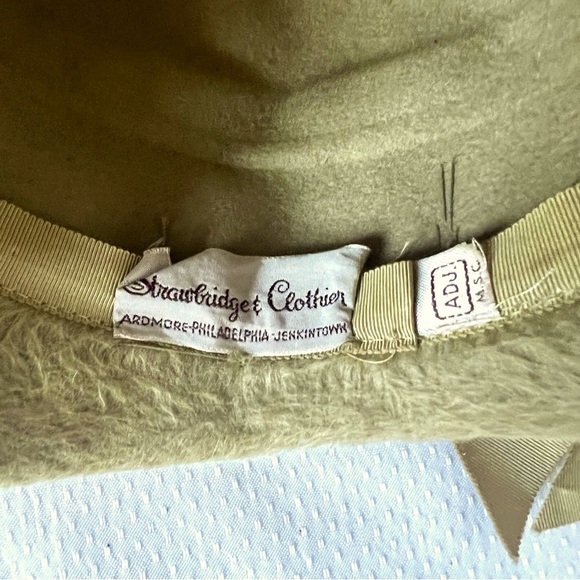 Strawbridge & Clothier
ARDMORE-PHILADELPHIA-JENKINTOWN
ADJ.
M.S.C.